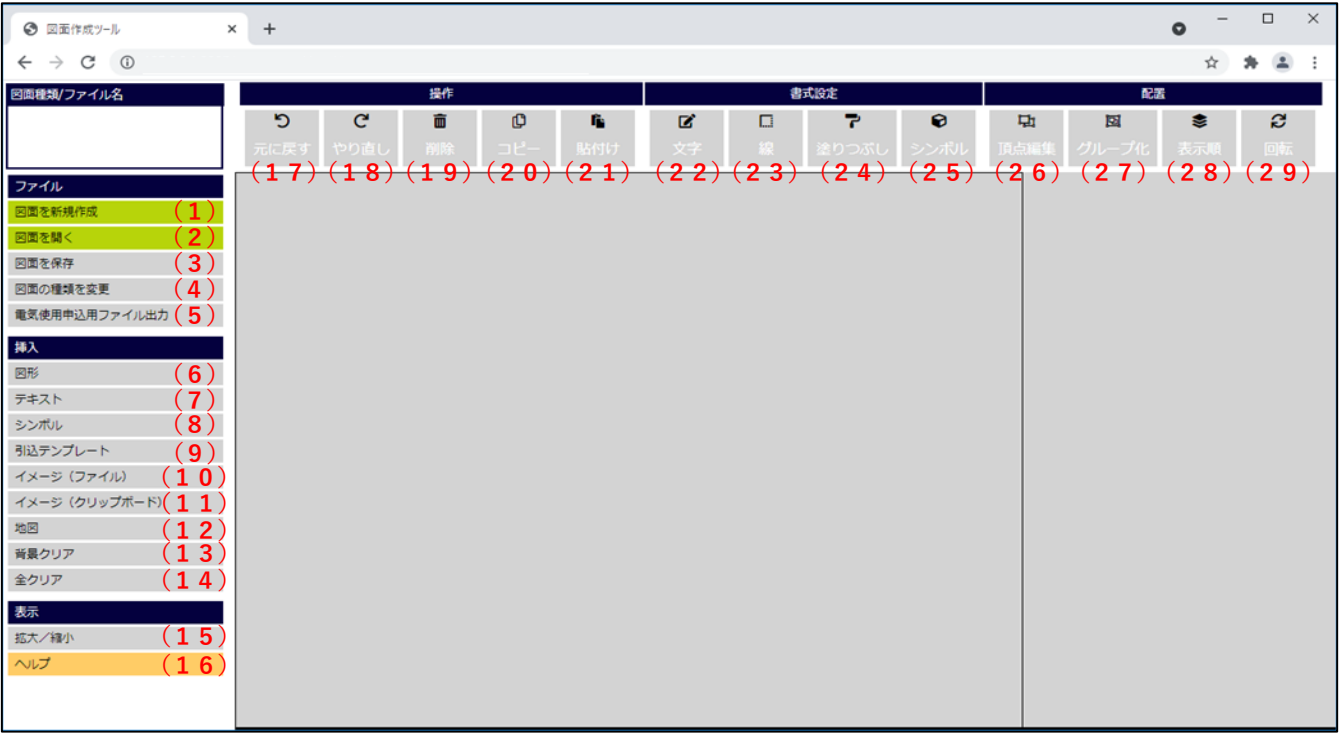 図面作成ツール
図面種類/ファイル名
操作
書式設定
配置
元に戻す
やり直し
削除
コピー
貼付け
文字
線
塗りつぶし
シンボル
頂点編集
グループ化
表示順
回転
(17)
(18)
(19)
(20)
(21)
(22)
(23)
(24)
(25)
(26)
(27)
(28)
(29)
ファイル
図面を新規作成 (1)
図面を開く (2)
図面を保存 (3)
図面の種類を変更 (4)
電気使用申込用ファイル出力 (5)
挿入
図形 (6)
テキスト (7)
シンボル (8)
引込テンプレート (9)
イメージ（ファイル） (10)
イメージ（クリップボード） (11)
地図 (12)
背景クリア (13)
全クリア (14)
表示
拡大／縮小 (15)
ヘルプ (16)